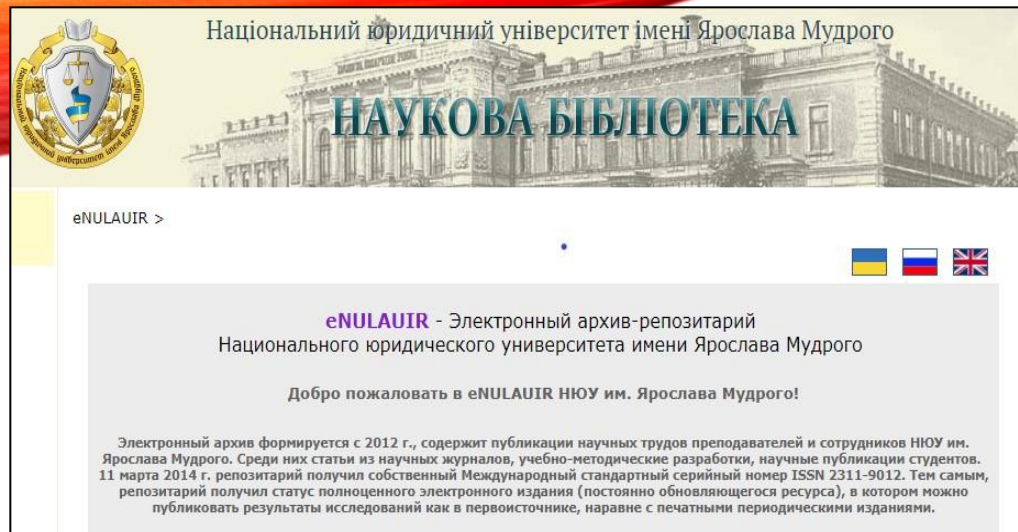 Національний юридичний університет імені Ярослава Мудрого
НАУКОВА БІБЛІОТЕКА
eNULAUIR >
eNULAUIR - Электронный архив-репозитарий
Национального юридического университета имени Ярослава Мудрого
Добро пожаловать в eNULAUIR НЮУ им. Ярослава Мудрого!
Электронный архив формируется с 2012 г., содержит публикации научных трудов преподавателей и сотрудников НЮУ им.
Ярослава Мудрого. Среди них статьи из научных журналов, учебно-методические разработки, научные публикации студентов.
11 марта 2014 г. репозитарий получил собственный Международный стандартный серийный номер ISSN 2311-9012. Тем самым,
репозитарий получил статус полноценного электронного издания (постоянно обновляющегося ресурса), в котором можно
публиковать результаты исследований как в первоисточнике, наравне с печатными периодическими изданиями.